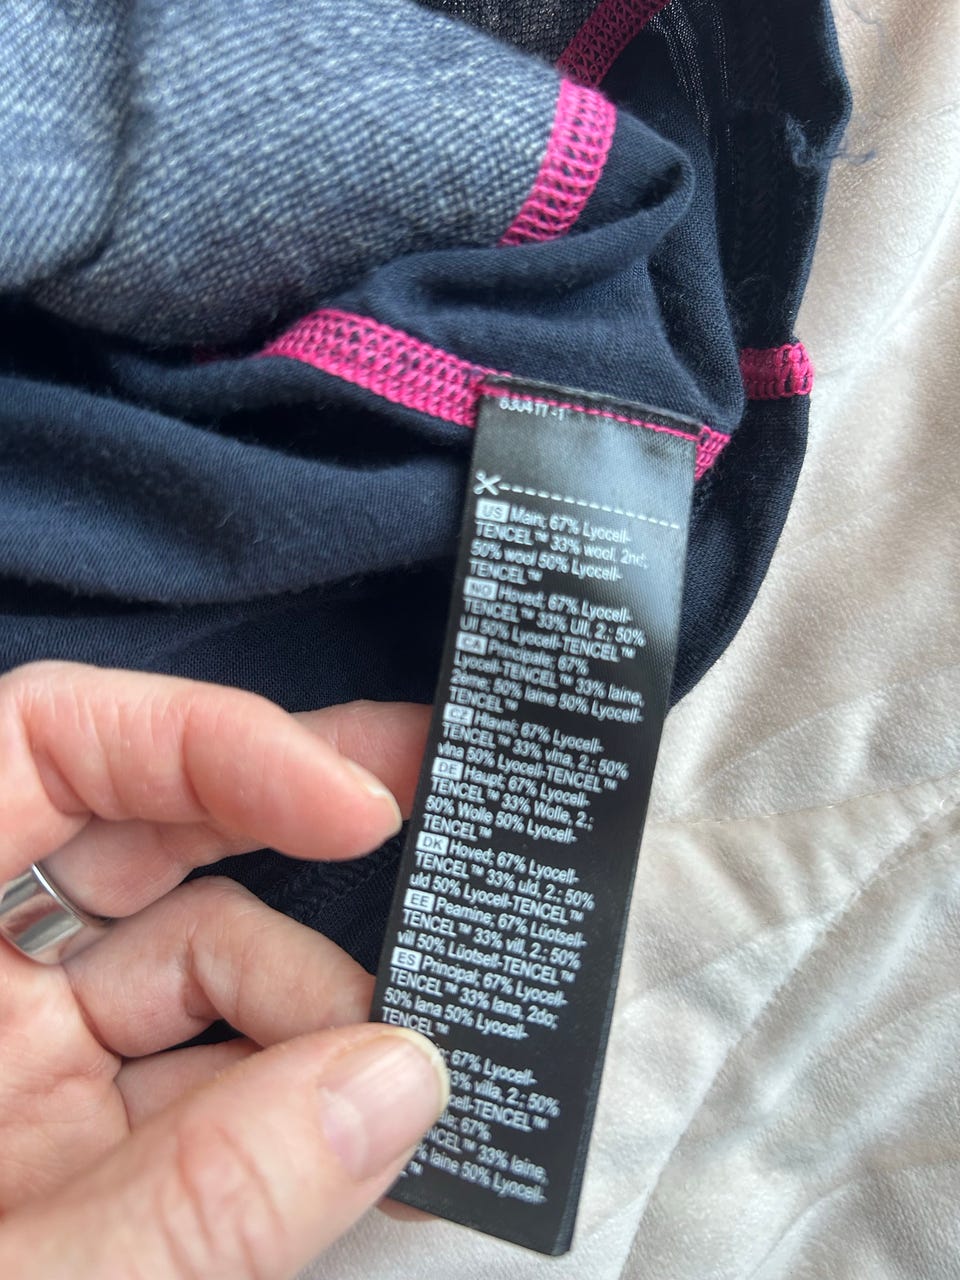 630411-1
US Main; 67% Lyocell-
TENCEL™ 33% wool, 2nd;
50% wool 50% Lyocell-
TENCEL™
NO Hoved; 67% Lyocell-
TENCEL™ 33% Ull, 2.; 50%
Ull 50% Lyocell-TENCEL™
CA Principale; 67%
Lyocell-TENCEL™ 33% laine,
2ème; 50% laine 50% Lyocell-
TENCEL™
CZ Hlavní; 67% Lyocell-
TENCEL™ 33% vlna, 2.; 50%
vlna 50% Lyocell-TENCEL™
DE Haupt; 67% Lyocell-
TENCEL™ 33% Wolle, 2.;
50% Wolle 50% Lyocell-
TENCEL™
DK Hoved; 67% Lyocell-
TENCEL™ 33% uld, 2.; 50%
uld 50% Lyocell-TENCEL™
EE Peamine; 67% Lüotsell-
TENCEL™ 33% vill, 2.; 50%
vill 50% Lüotsell-TENCEL™
ES Principal; 67% Lyocell-
TENCEL™ 33% lana, 2do;
50% lana 50% Lyocell-
TENCEL™
67% Lyocell-
33% villa, 2.; 50%
-TENCEL™
67%
TENCEL™ 33% laine,
% laine 50% Lyocell-
™